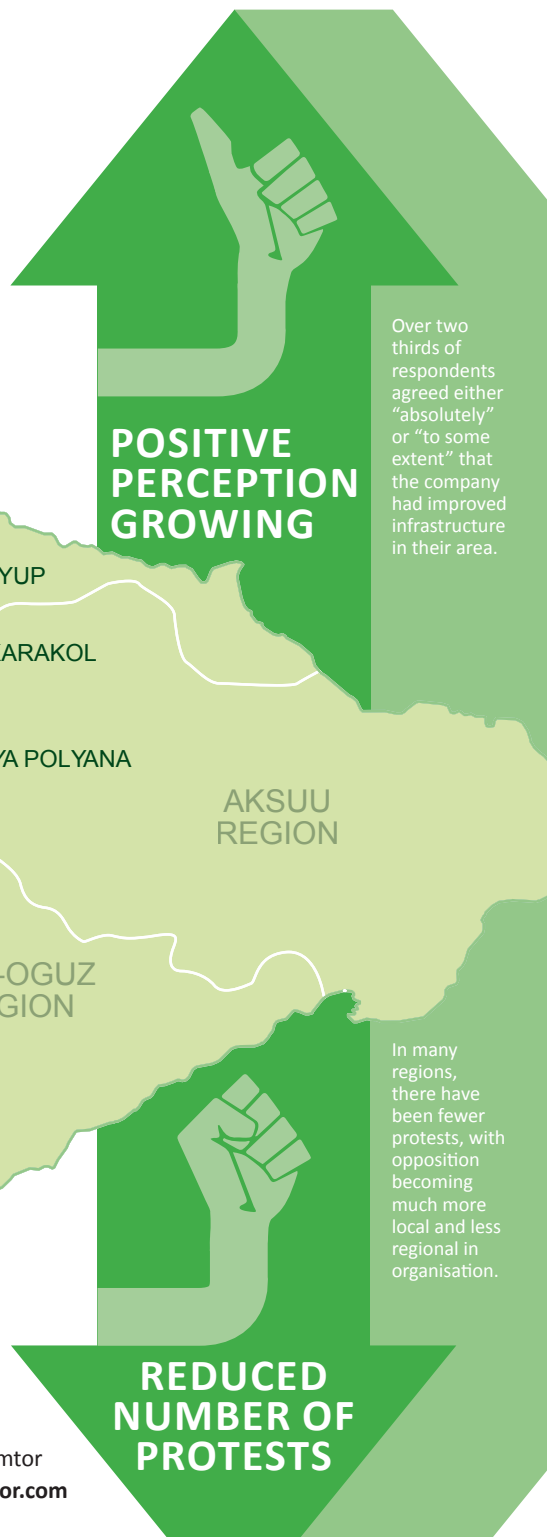 Over two
thirds of
respondents
agreed either
“absolutely”
or “to some
extent” that
the company
had improved
infrastructure
in their area.
POSITIVE
PERCEPTION
GROWING
YUP
ARAKOL
YA POLYANA
AKSUU
REGION
-OGUZ
GION
In many
regions,
there have
been fewer
protests, with
opposition
becoming
much more
local and less
regional in
organisation.
REDUCED
NUMBER OF
PROTESTS
mtor
or.com